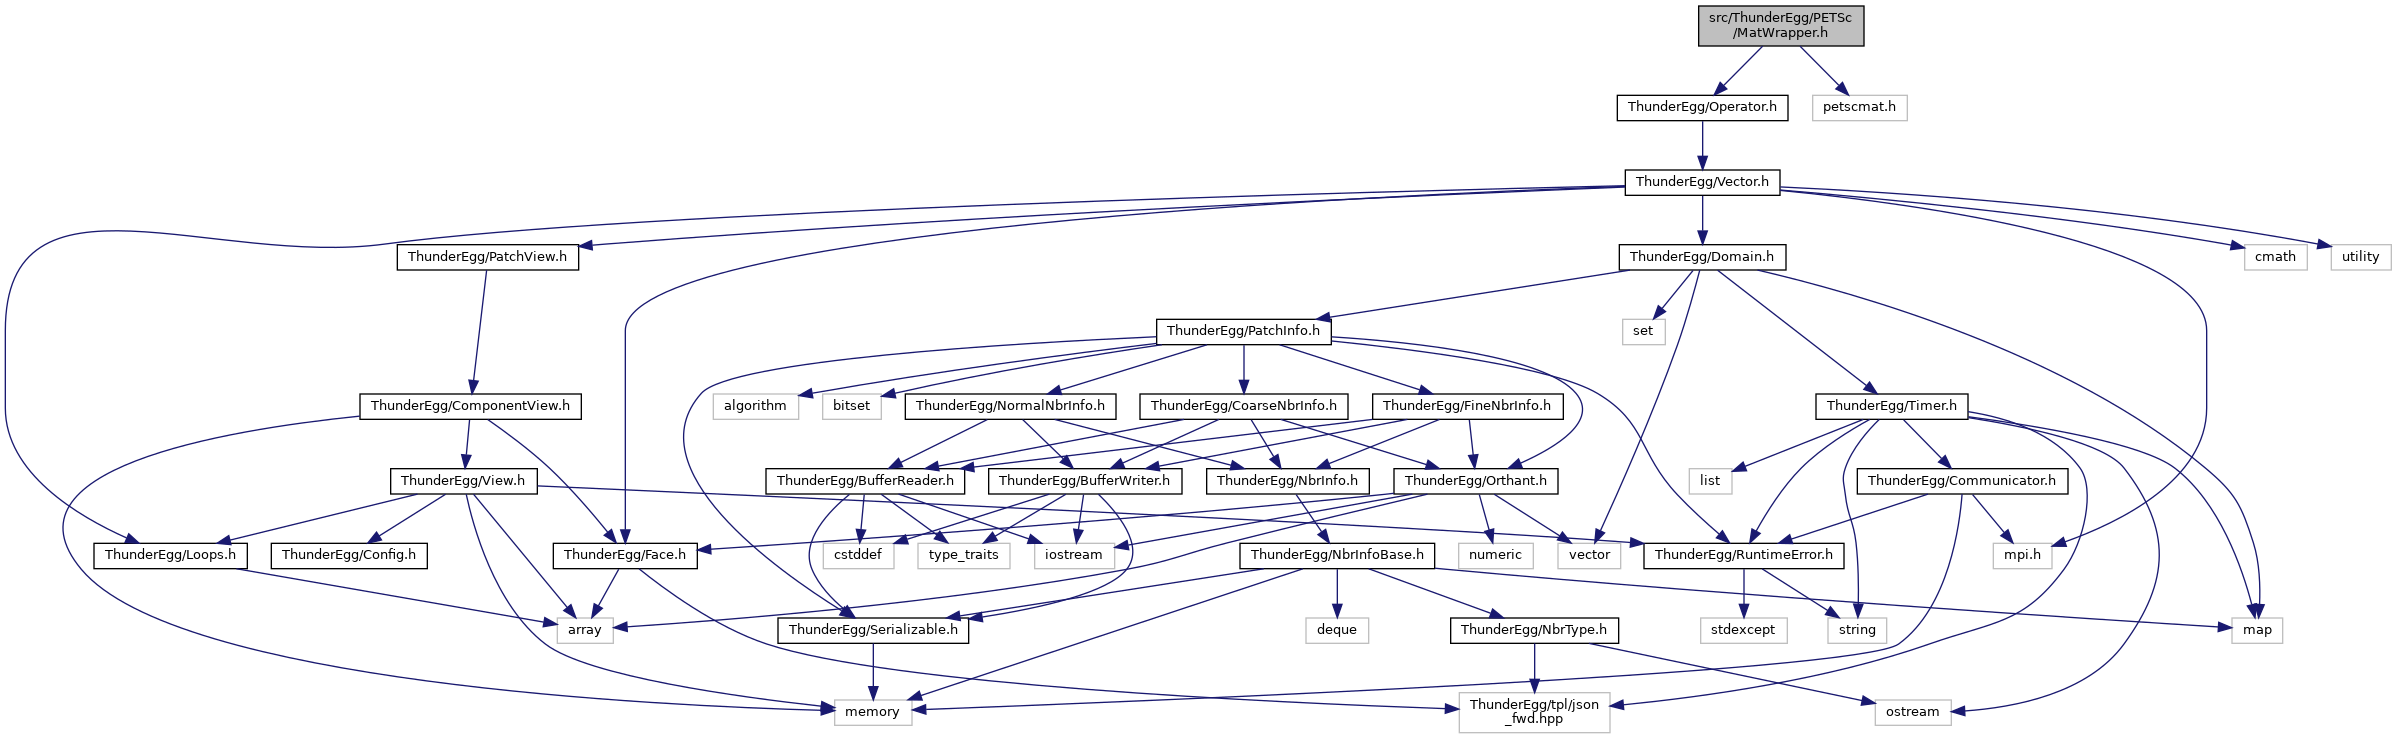 src/ThunderEgg/PETSc
/MatWrapper.h
ThunderEgg/Operator.h
petscmat.h
ThunderEgg/Vector.h
ThunderEgg/PatchView.h
ThunderEgg/Domain.h
cmath
utility
ThunderEgg/PatchInfo.h
set
ThunderEgg/ComponentView.h
algorithm
bitset
ThunderEgg/NormalNbrInfo.h
ThunderEgg/CoarseNbrInfo.h
ThunderEgg/FineNbrInfo.h
ThunderEgg/Timer.h
ThunderEgg/View.h
ThunderEgg/BufferReader.h
ThunderEgg/BufferWriter.h
ThunderEgg/NbrInfo.h
ThunderEgg/Orthant.h
list
ThunderEgg/Communicator.h
ThunderEgg/Loops.h
ThunderEgg/Config.h
ThunderEgg/Face.h
cstddef
type_traits
iostream
ThunderEgg/NbrInfoBase.h
numeric
vector
ThunderEgg/RuntimeError.h
mpi.h
array
ThunderEgg/Serializable.h
deque
ThunderEgg/NbrType.h
stdexcept
string
map
memory
ThunderEgg/tpl/json
_fwd.hpp
ostream